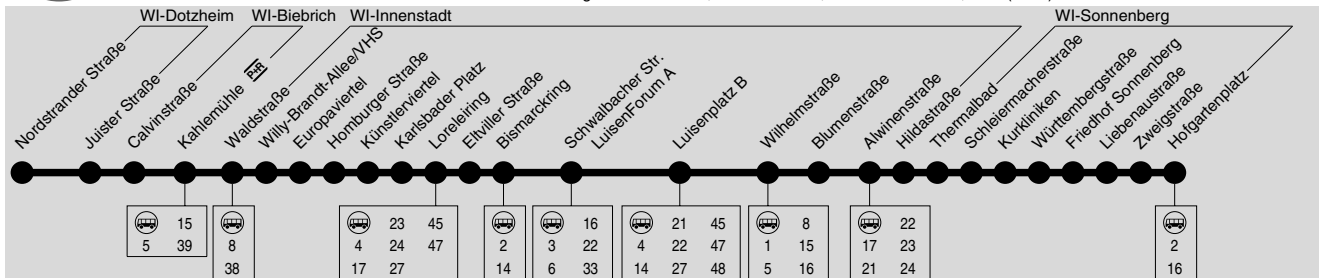 WI-Dotzheim
WI-Biebrich
WI-Innenstadt
WI-Sonnenberg
Nordstrander Straße
Juister Straße
Calvinstraße
Kahlemühle P+R
Waldstraße
Willy-Brandt-Allee/VHS
Europaviertel
Homburger Straße
Künstlerviertel
Karlsbader Platz
Loreleiring
Eltviller Straße
Bismarckring
Schwalbacher Str.
LuisenForum A
Luisenplatz B
Wilhelmstraße
Blumenstraße
Alwinenstraße
Hildastraße
Thermalbad
Schleiermacherstraße
Kurkliniken
Württembergstraße
Friedhof Sonnenberg
Liebenaustraße
Zweigstraße
Hofgartenplatz
15
5 39
8
38
23 45
4 24 47
17 27
2
14
16
3 22
6 33
21 45
4 22 47
14 27 48
8
1 15
5 16
22
17 23
21 24
2
16